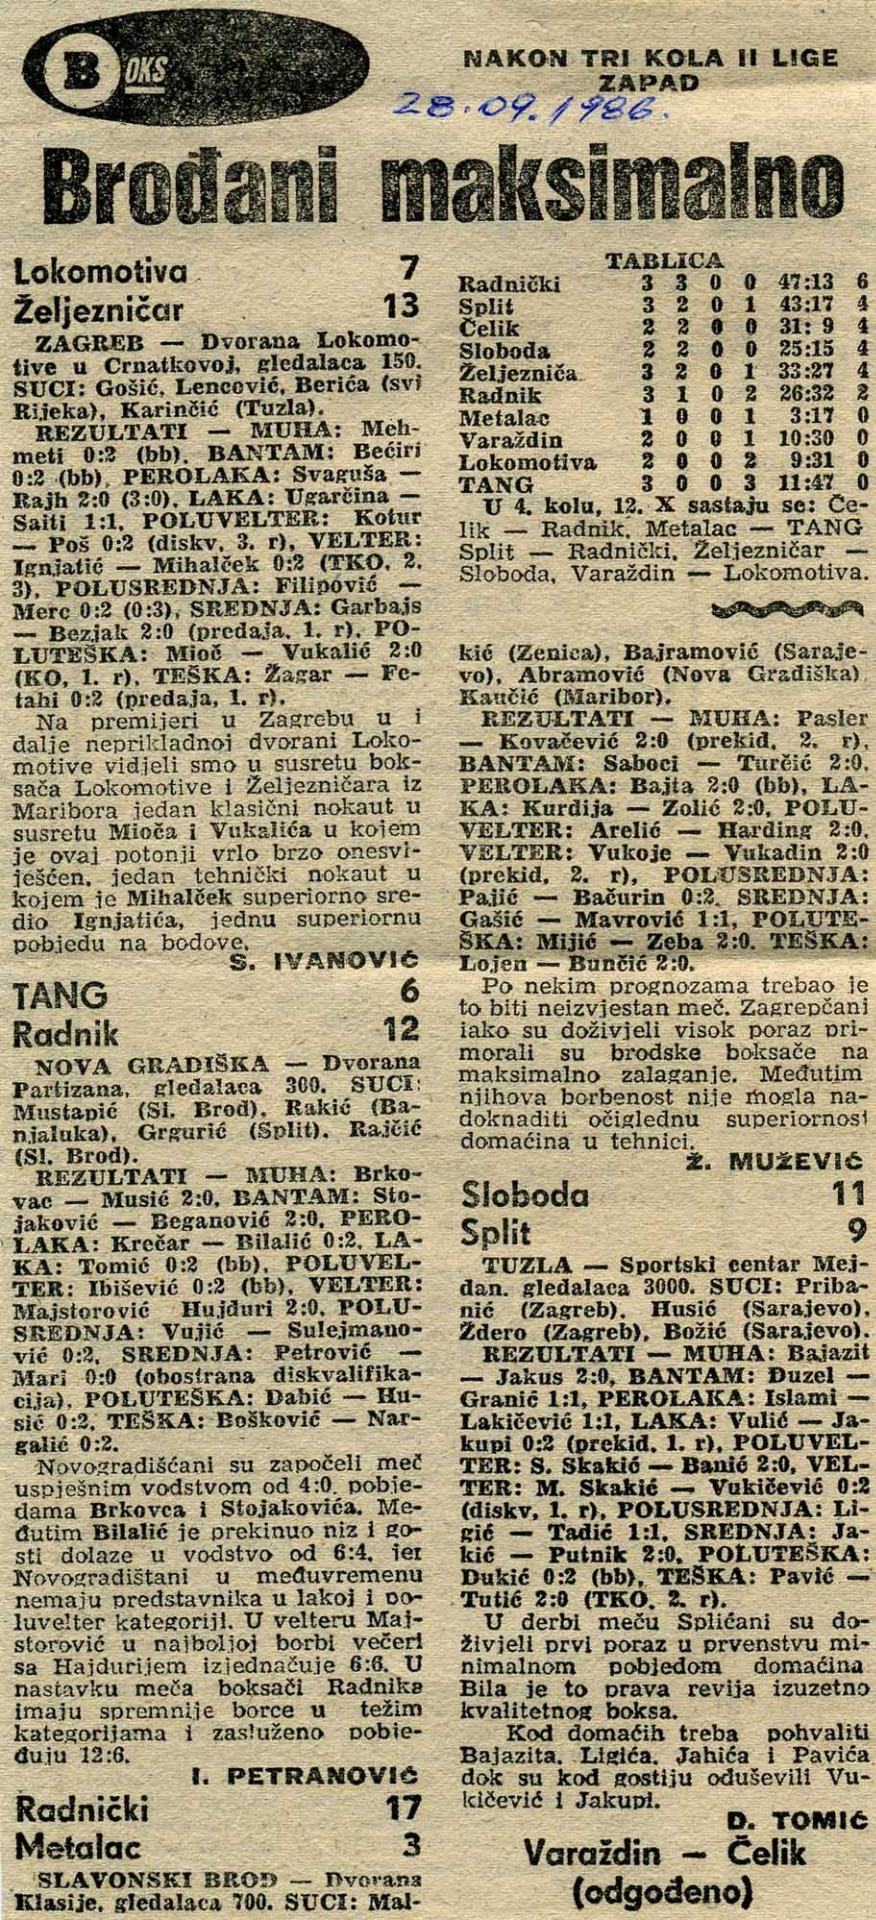 BOKS
NAKON TRI KOLA II LIGE
ZAPAD
28.09.1986.
Brođani maksimalno
Lokomotiva 7
Željezničar 13
ZAGREB — Dvorana Lokomo-
tive u Crnatkovoj, gledalaca 150.
SUCI: Gošić, Lencović, Berića (svi
Rijeka), Karinčić (Tuzla).
REZULTATI — MUHA: Meh-
meti 0:2 (bb), BANTAM: Bećiri
0:2 (bb), PEROLAKA: Svaguša —
Rajh 2:0 (3:0), LAKA: Ugarčina —
Saiti 1:1, POLUVELTER: Kotur
— Poš 0:2 (diskv. 3. r), VELTER:
Ignjatić — Mihalček 0:2 (TKO, 2.
3), POLUSREDNJA: Filipović —
Merc 0:2 (0:3), SREDNJA: Garbajs
— Bezjak 2:0 (predaja, 1. r), PO-
LUTEŠKA: Mioč — Vukalić 2:0
(KO, 1. r), TEŠKA: Žagar — Fe-
tahi 0:2 (predaja, 1. r).
Na premijeri u Zagrebu u i
dalje neprikladnoj dvorani Loko-
motive vidjeli smo u susretu bok-
sača Lokomotive i Željezničara iz
Maribora jedan klasični nokaut u
susretu Mioča i Vukalića u kojem
je ovaj potonji vrlo brzo onesvi-
ješćen, jedan tehnički nokaut u
kojem je Mihalček superiorno sre-
dio Ignjatića, jednu superiornu
pobjedu na bodove.
S. IVANOVIĆ
TANG 6
Radnik 12
NOVA GRADIŠKA — Dvorana
Partizana, gledalaca 300. SUCI:
Mustapić (Sl. Brod), Rakić (Ba-
njaluka), Grgurić (Split), Rajčić
(Sl. Brod).
REZULTATI — MUHA: Brko-
vac — Musić 2:0, BANTAM: Sto-
jaković — Beganović 2:0, PERO-
LAKA: Krečar — Bilalić 0:2, LA-
KA: Tomić 0:2 (bb), POLUVEL-
TER: Ibišević 0:2 (bb), VELTER:
Majstorović Hujduri 2:0, POLU-
SREDNJA: Vujić — Sulejmano-
vić 0:2, SREDNJA: Petrović —
Mari 0:0 (obostrana diskvalifika-
cija), POLUTEŠKA: Dabić — Hu-
sić 0:2, TEŠKA: Bošković — Nar-
galić 0:2.
Novogradišćani su započeli meč
uspješnim vodstvom od 4:0, pobje-
dama Brkovca i Stojakovića. Me-
đutim Bilalić je prekinuo niz i go-
sti dolaze u vodstvo od 6:4, jer
Novogradištani u međuvremenu
nemaju predstavnika u lakoj i po-
luvelter kategoriji. U velteru Maj-
storović u najboljoj borbi večeri
sa Hajdurijem izjednačuje 6:6. U
nastavku meča boksači Radnika
imaju spremnije borce u težim
kategorijama i zasluženo pobje-
đuju 12:6.
I. PETRANOVIĆ
Radnički 17
Metalac 3
SLAVONSKI BROD — Dvorana
Klasije, gledalaca 700. SUCI: Mal-
TABLICA
Radnički 3 3 0 0 47:13 6
Split 3 2 0 1 43:17 4
Čelik 2 2 0 0 31: 9 4
Sloboda 2 2 0 0 25:15 4
Željezniča 3 2 0 1 33:27 4
Radnik 3 1 0 2 26:32 2
Metalac 1 0 0 1 3:17 0
Varaždin 2 0 0 1 10:30 0
Lokomotiva 2 0 0 2 9:31 0
TANG 3 0 0 3 11:47 0
U 4. kolu, 12. X sastaju se: Če-
lik — Radnik, Metalac — TANG
Split — Radnički, Željezničar —
Sloboda, Varaždin — Lokomotiva.
kić (Zenica), Bajramović (Saraje-
vo), Abramović (Nova Gradiška)
Kaučić (Maribor).
REZULTATI — MUHA: Pasler
— Kovačević 2:0 (prekid, 2. r),
BANTAM: Saboci — Turčić 2:0,
PEROLAKA: Bajta 2:0 (bb), LA-
KA: Kurdija — Zolić 2:0, POLU-
VELTER: Arelić — Harding 2:0,
VELTER: Vukoje — Vukadin 2:0
(prekid, 2. r), POLUSREDNJA:
Pajić — Bačurin 0:2, SREDNJA:
Gašić — Mavrović 1:1, POLUTE-
ŠKA: Mijić — Zeba 2:0. TEŠKA:
Lojen — Bunčić 2:0.
Po nekim prognozama trebao je
to biti neizvjestan meč. Zagrepčani
iako su doživjeli visok poraz pri-
morali su brodske boksače na
maksimalno zalaganje. Međutim
njihova borbenost nije mogla na-
doknaditi očiglednu superiornost
domaćina u tehnici.
Ž. MUŽEVIĆ
Sloboda 11
Split 9
TUZLA — Sportski centar Mej-
dan, gledalaca 3000. SUCI: Priba-
nić (Zagreb), Husić (Sarajevo),
Ždero (Zagreb), Božić (Sarajevo).
REZULTATI — MUHA: Bajazit
— Jakus 2:0, BANTAM: Duzel —
Granić 1:1, PEROLAKA: Islami —
Lakičević 1:1, LAKA: Vulić — Ja-
kupi 0:2 (prekid, 1. r), POLUVEL-
TER: S. Skakić — Banić 2:0, VEL-
TER: M. Skakić — Vukičević 0:2
(diskv, 1. r), POLUSREDNJA: Li-
gić — Tadić 1:1, SREDNJA: Ja-
kić — Putnik 2:0, POLUTEŠKA:
Dukić 0:2 (bb), TEŠKA: Pavić —
Tutić 2:0 (TKO, 2. r).
U derbi meču Splićani su do-
živjeli prvi poraz u prvenstvu mi-
nimalnom pobjedom domaćina
Bila je to prava revija izuzetno
kvalitetnog boksa.
Kod domaćih treba pohvaliti
Bajazita, Ligića, Jahića i Pavića
dok su kod gostiju oduševili Vu-
kičević i Jakupi.
D. TOMIĆ
Varaždin — Čelik
(odgođeno)